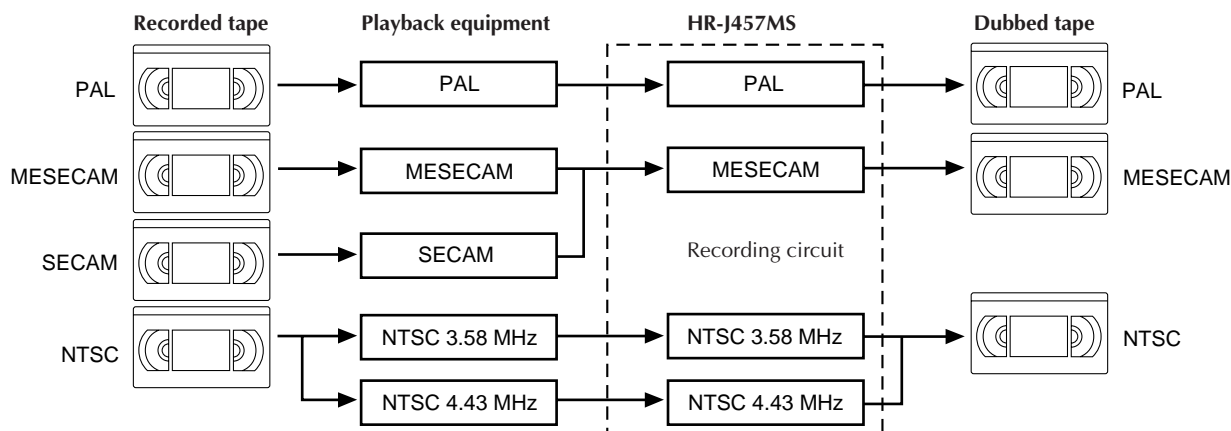 Recorded tape Playback equipment HR-J457MS Dubbed tape
PAL PAL PAL PAL
MESECAM MESECAM MESECAM MESECAM
SECAM SECAM Recording circuit
NTSC NTSC 3.58 MHz NTSC 3.58 MHz NTSC
NTSC 4.43 MHz NTSC 4.43 MHz